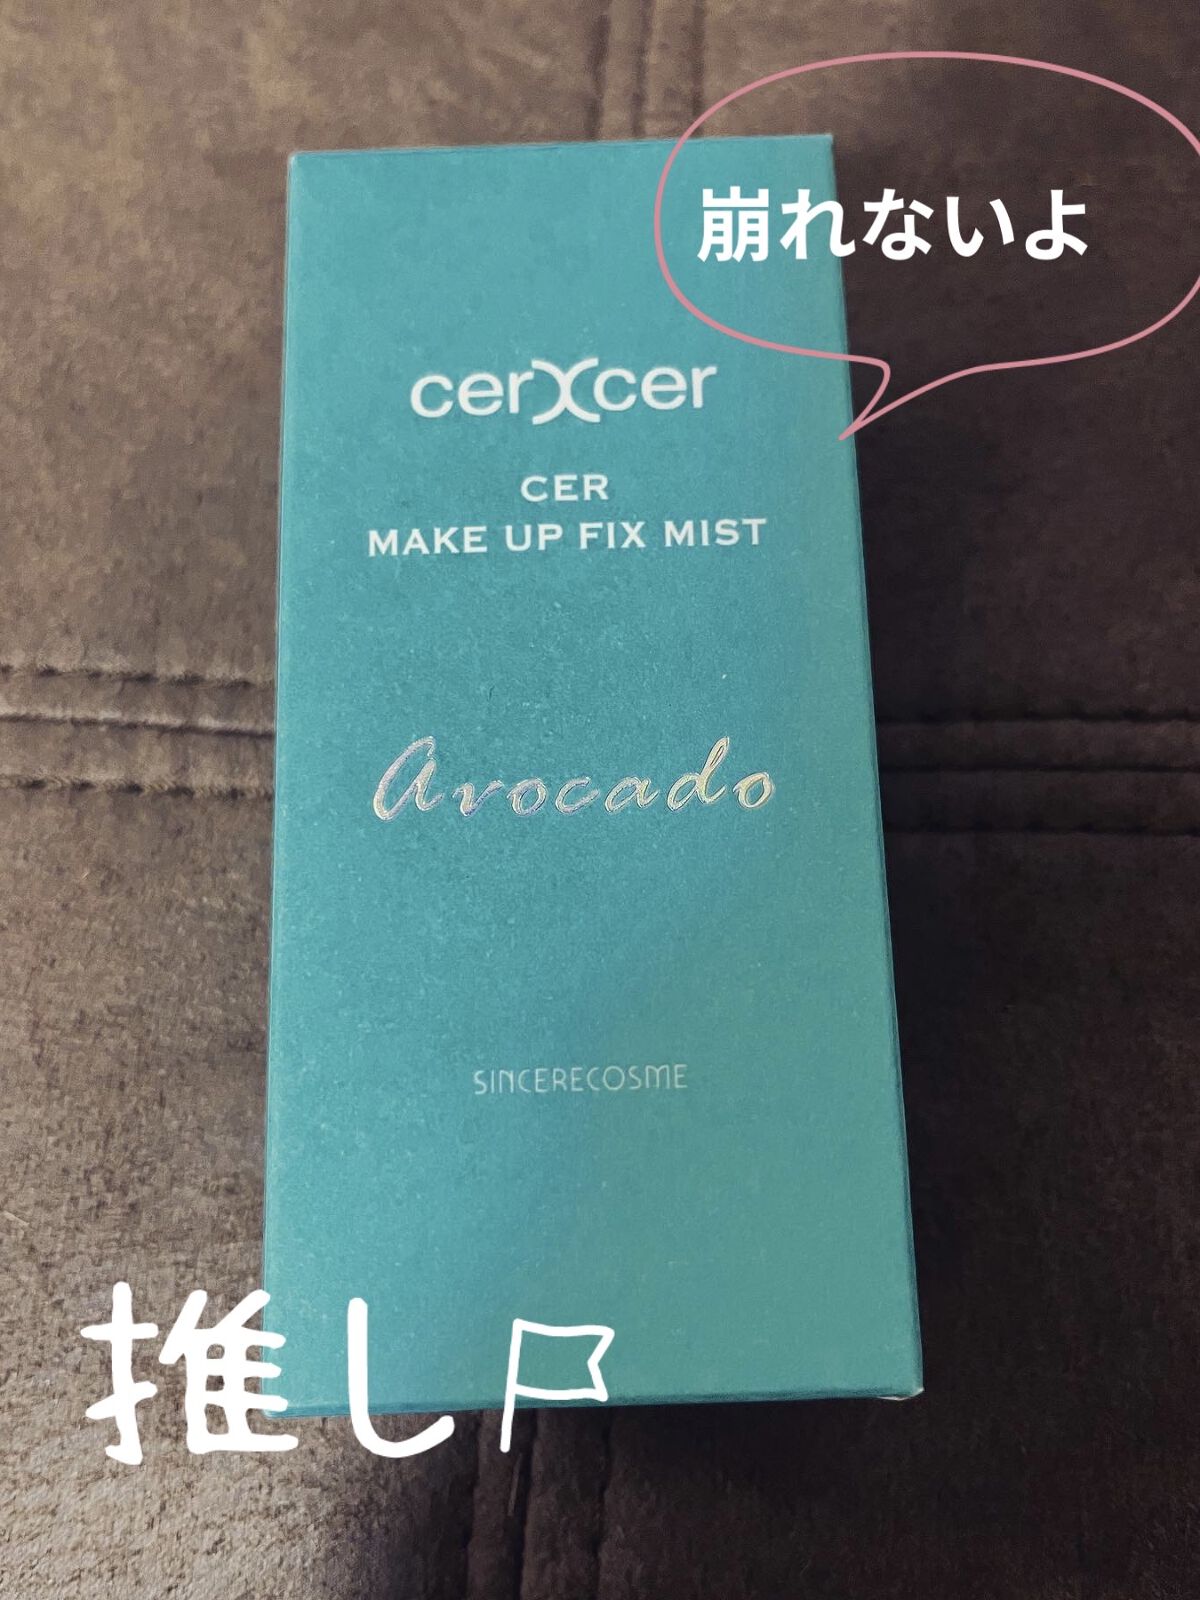 崩れないよ
cerXcer
CER
MAKE UP FIX MIST
Avocado
SINCERECOSME
推し